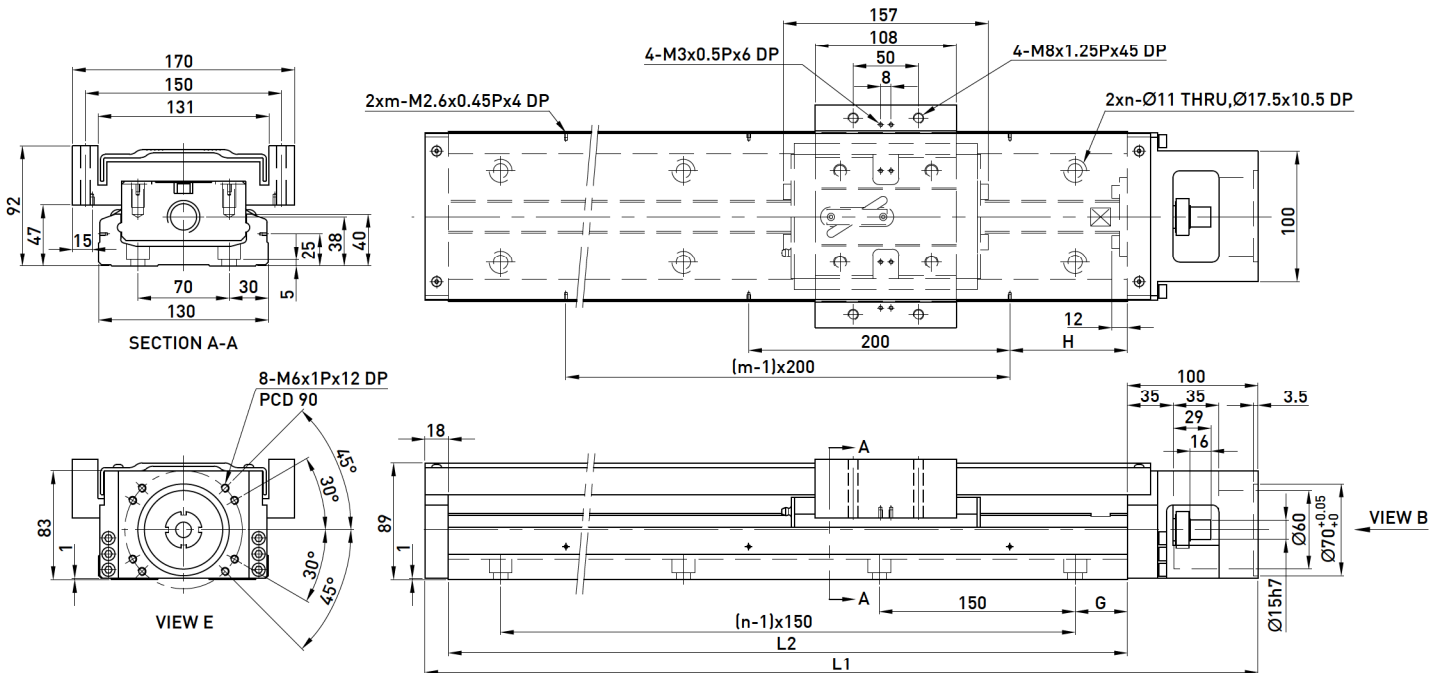 170
150
131
92
47
15
25
38
40
5
70
30
130
SECTION A-A
157
108
50
8
4-M3x0.5Px6 DP
4-M8x1.25Px45 DP
2xm-M2.6x0.45Px4 DP
2xn-Ø11 THRU,Ø17.5x10.5 DP
100
12
200
H
(m-1)x200
8-M6x1Px12 DP
PCD 90
45°
30°
30°
45°
83
1
VIEW E
18
89
1
A
A
150
G
(n-1)x150
L2
L1
100
35
35
3.5
29
16
Ø60
Ø70+0.05
+0
Ø15h7
VIEW B